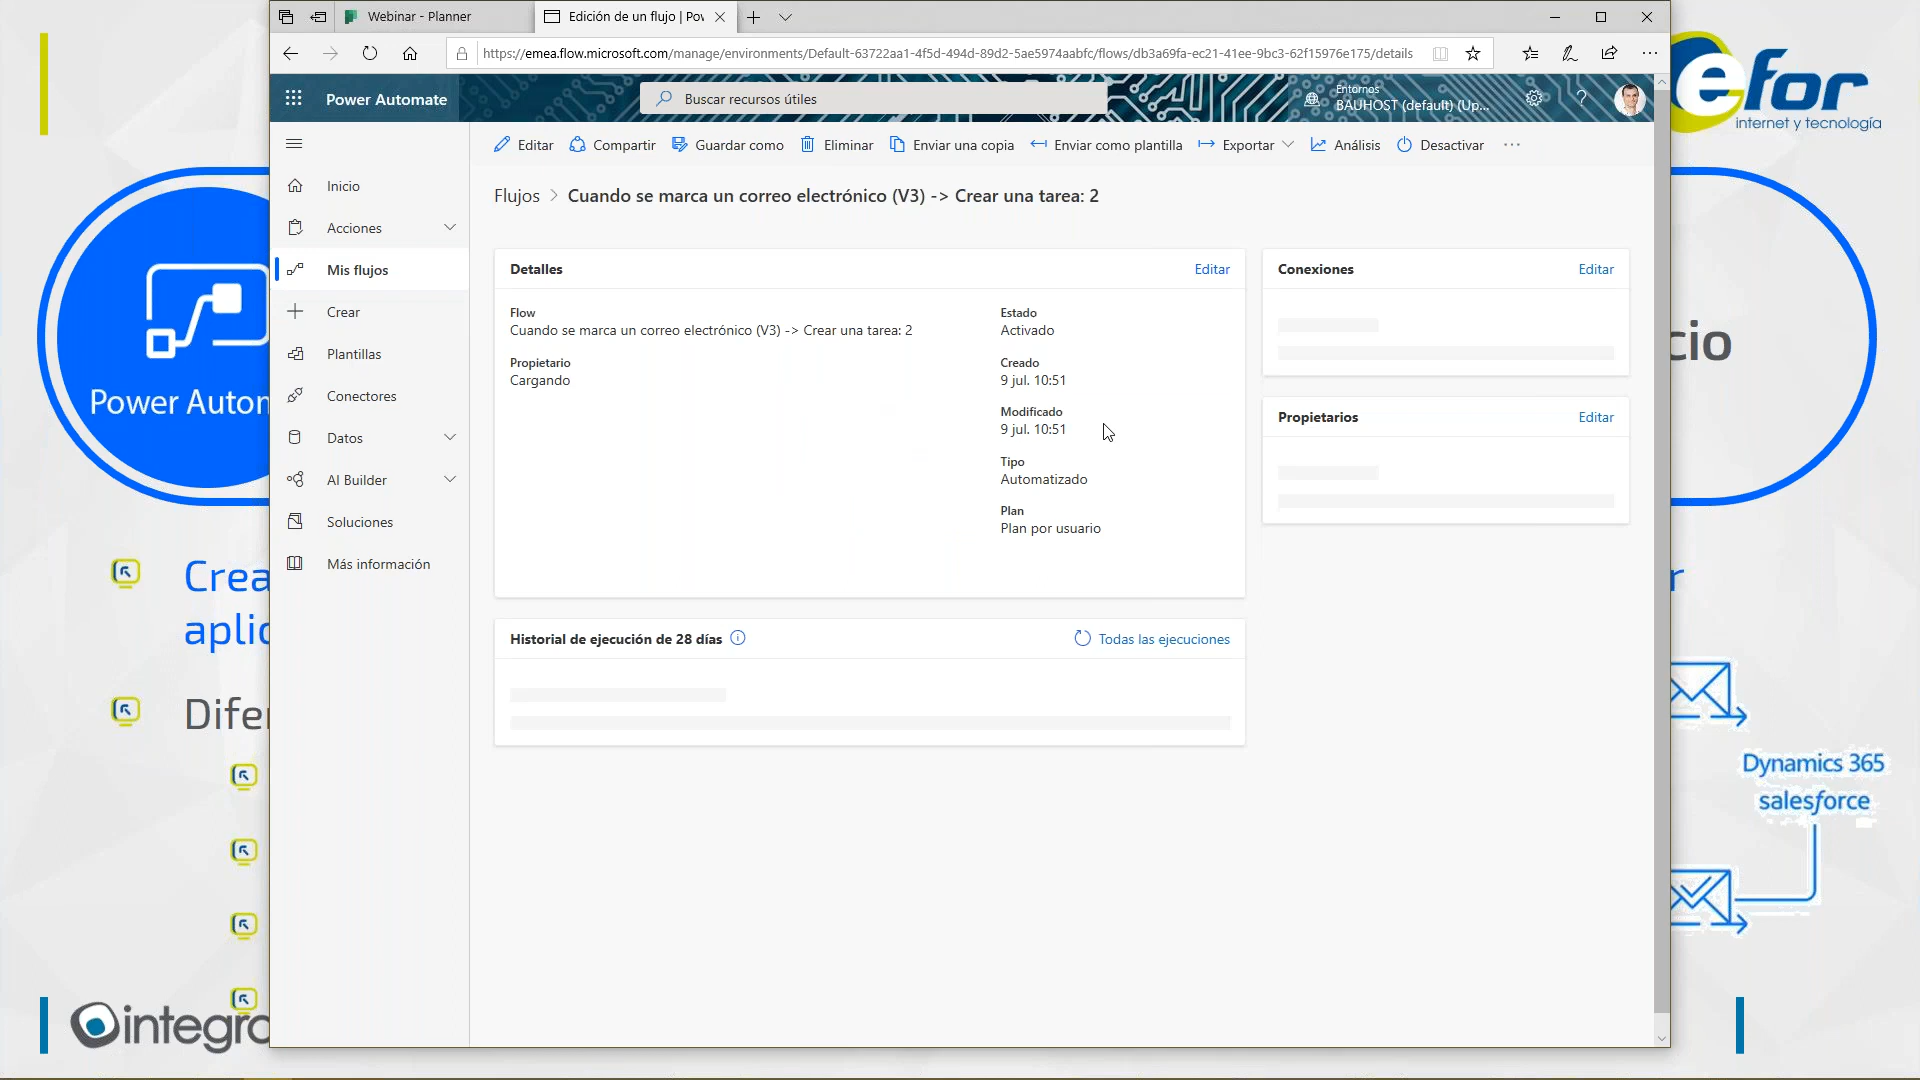 Webinar - Planner
Edición de un flujo | Pov
https://emea.flow.microsoft.com/manage/environments/Default-63722aa1-4f5d-494d-89d2-5ae5974aabfc/flows/db3a69fa-ec21-41ee-9bc3-62f15976e175/details
Power Automate
Buscar recursos útiles
Entornos
BAUHOST (default) (Up...
?
efor
internet y tecnología
Editar
Compartir
Guardar como
Eliminar
Enviar una copia
Enviar como plantilla
Exportar
Análisis
Desactivar
Inicio
Acciones
Mis flujos
Crear
Plantillas
Conectores
Datos
AI Builder
Soluciones
Más información
Flujos > Cuando se marca un correo electrónico (V3) -> Crear una tarea: 2
Detalles
Editar
Flow
Cuando se marca un correo electrónico (V3) -> Crear una tarea: 2
Propietario
Cargando
Estado
Activado
Creado
9 jul. 10:51
Modificado
9 jul. 10:51
Tipo
Automatizado
Plan
Plan por usuario
Conexiones
Editar
Propietarios
Editar
Historial de ejecución de 28 días
Todas las ejecuciones
Power Autom
cio
Crea
aplic
r
Difer
Dynamics 365
salesforce
integro